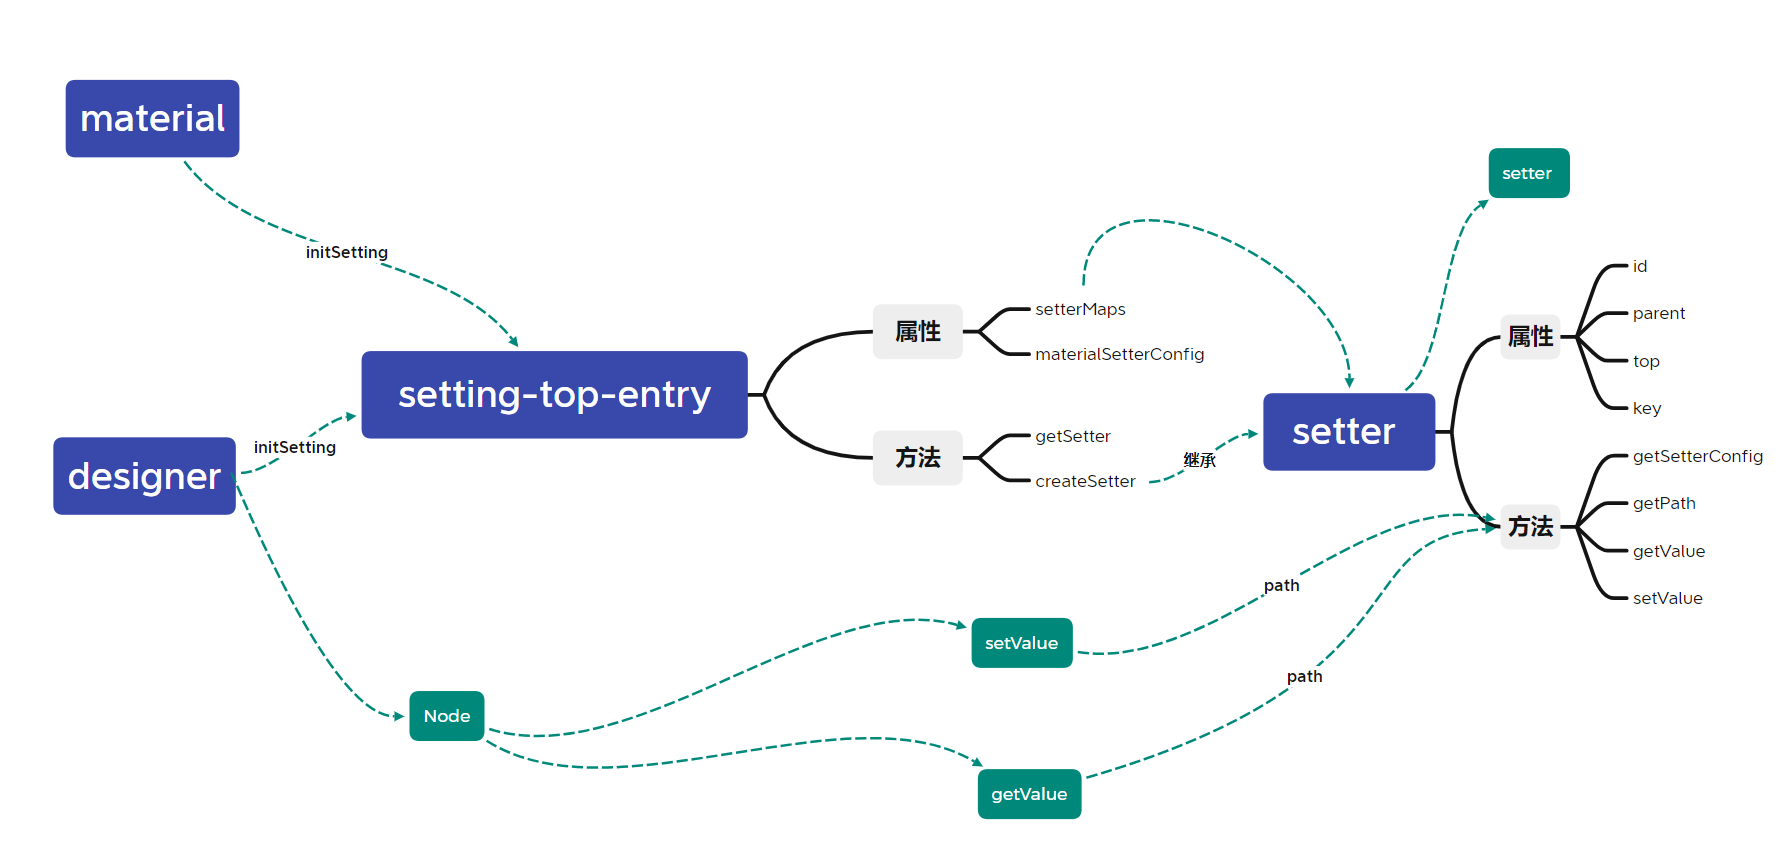 material
initSetting
designer
initSetting
setting-top-entry
属性
setterMaps
materialSetterConfig
方法
getSetter
createSetter
继承
setter
setter
属性
id
parent
top
key
方法
getSetterConfig
getPath
getValue
setValue
Node
setValue
path
getValue
path